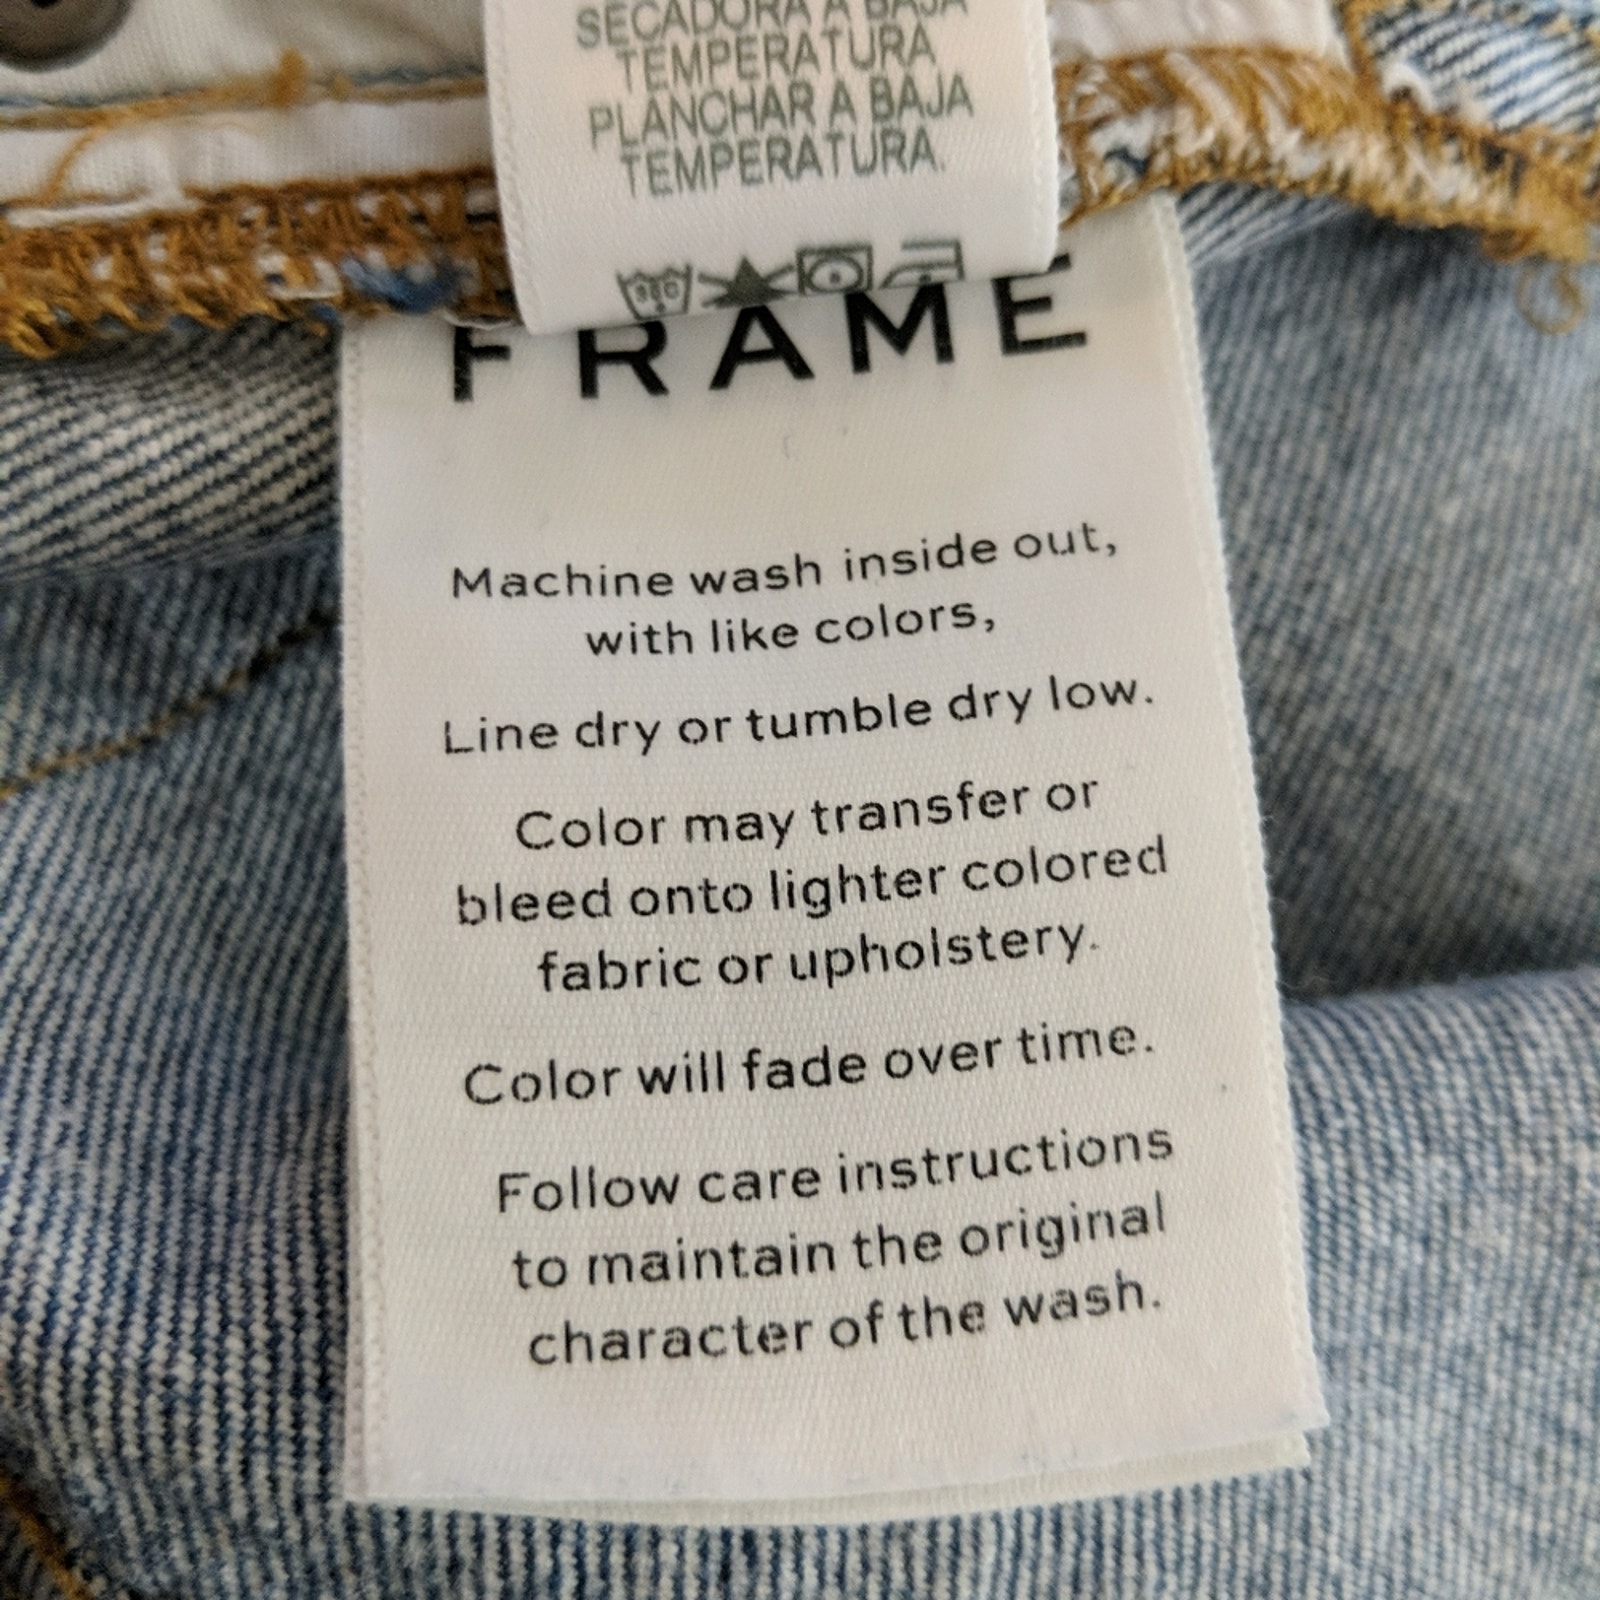 SECADORA A BAJA
TEMPERATURA
PLANCHAR A BAJA
TEMPERATURA.
FRAME
Machine wash inside out,
with like colors,
Line dry or tumble dry low.
Color may transfer or
bleed onto lighter colored
fabric or upholstery.
Color will fade over time.
Follow care instructions
to maintain the original
character of the wash.